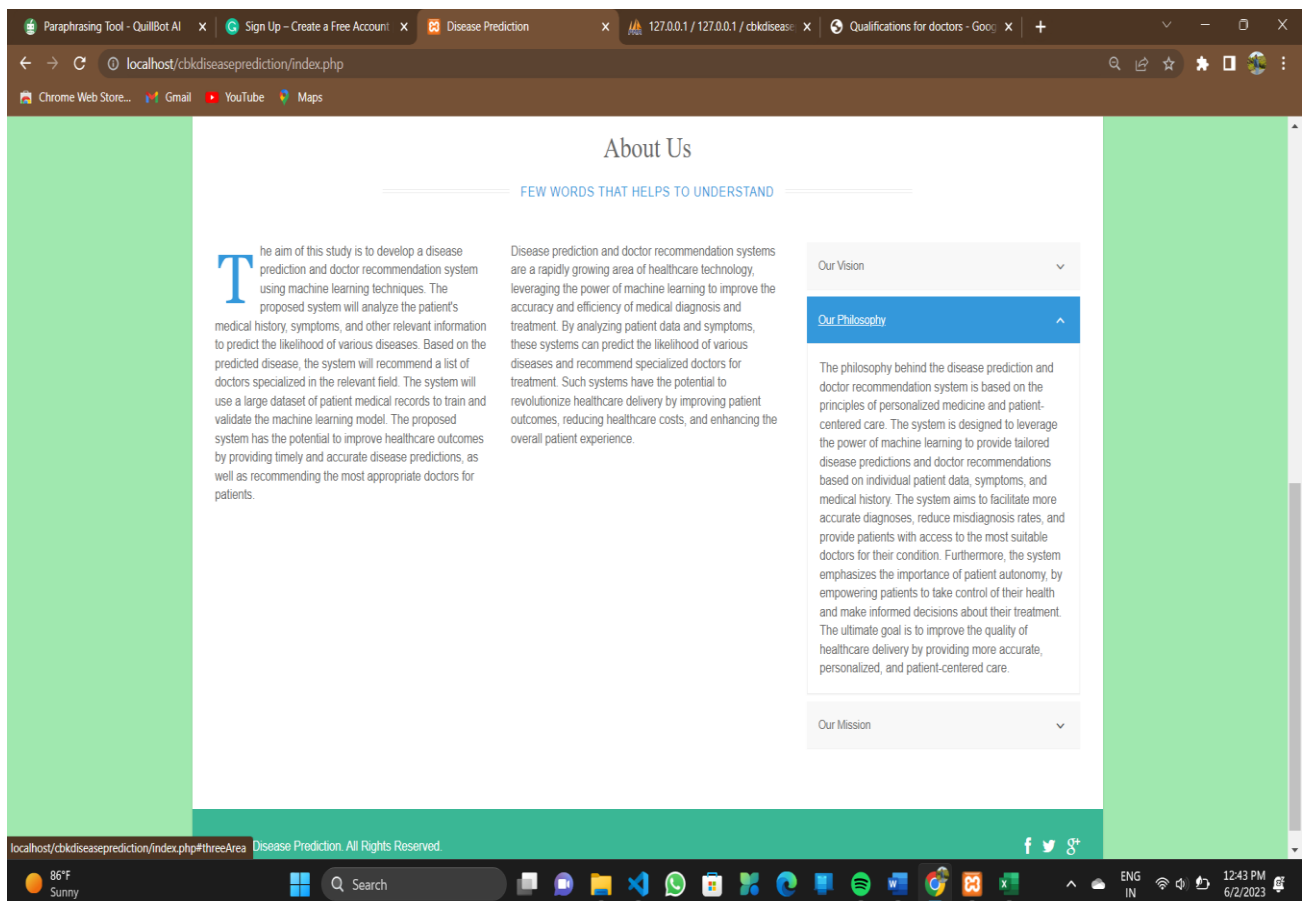 Paraphrasing Tool - QuillBot AI
Sign Up – Create a Free Account
Disease Prediction
127.0.0.1 / 127.0.0.1 / cbkdisease
Qualifications for doctors - Goog
localhost/cbkdiseaseprediction/index.php
Chrome Web Store...
Gmail
YouTube
Maps
About Us
FEW WORDS THAT HELPS TO UNDERSTAND
The aim of this study is to develop a disease
prediction and doctor recommendation system
using machine learning techniques. The
proposed system will analyze the patient's
medical history, symptoms, and other relevant information
to predict the likelihood of various diseases. Based on the
predicted disease, the system will recommend a list of
doctors specialized in the relevant field. The system will
use a large dataset of patient medical records to train and
validate the machine learning model. The proposed
system has the potential to improve healthcare outcomes
by providing timely and accurate disease predictions, as
well as recommending the most appropriate doctors for
patients.
Disease prediction and doctor recommendation systems
are a rapidly growing area of healthcare technology,
leveraging the power of machine learning to improve the
accuracy and efficiency of medical diagnosis and
treatment. By analyzing patient data and symptoms,
these systems can predict the likelihood of various
diseases and recommend specialized doctors for
treatment. Such systems have the potential to
revolutionize healthcare delivery by improving patient
outcomes, reducing healthcare costs, and enhancing the
overall patient experience.
Our Vision
Our Philosophy
The philosophy behind the disease prediction and
doctor recommendation system is based on the
principles of personalized medicine and patient-
centered care. The system is designed to leverage
the power of machine learning to provide tailored
disease predictions and doctor recommendations
based on individual patient data, symptoms, and
medical history. The system aims to facilitate more
accurate diagnoses, reduce misdiagnosis rates, and
provide patients with access to the most suitable
doctors for their condition. Furthermore, the system
emphasizes the importance of patient autonomy, by
empowering patients to take control of their health
and make informed decisions about their treatment.
The ultimate goal is to improve the quality of
healthcare delivery by providing more accurate,
personalized, and patient-centered care.
Our Mission
localhost/cbkdiseaseprediction/index.php#threeArea
Disease Prediction. All Rights Reserved.
86°F
Sunny
Search
ENG
IN
12:43 PM
6/2/2023